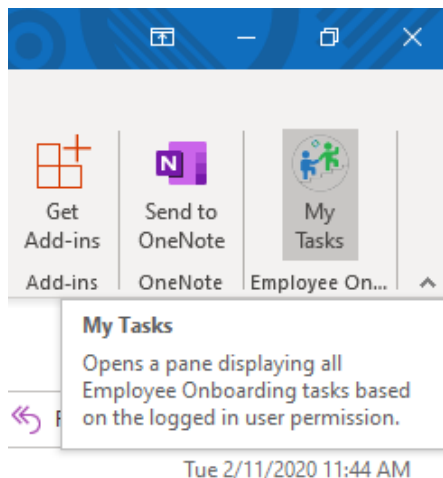 Get
Add-ins
Send to
OneNote
My
Tasks
Add-ins
OneNote
Employee On...
My Tasks
Opens a pane displaying all
Employee Onboarding tasks based
on the logged in user permission.
Tue 2/11/2020 11:44 AM